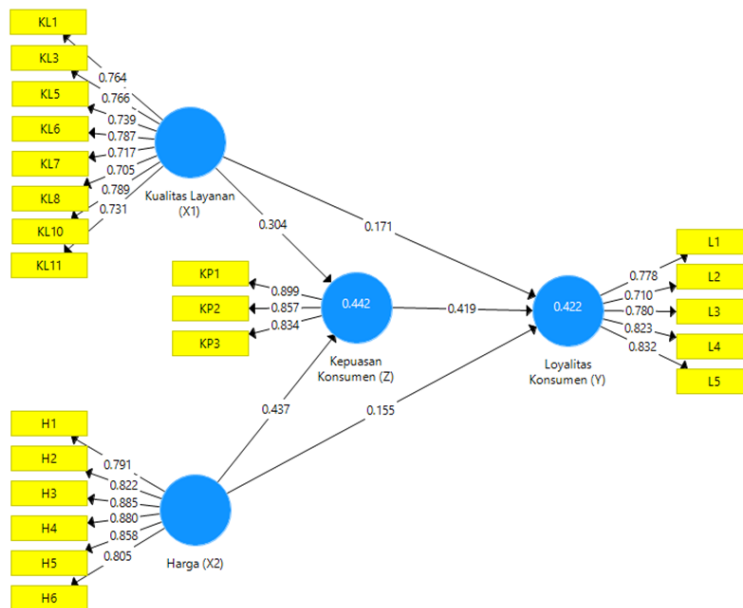 KL1
KL3
KL5
KL6
KL7
KL8
KL10
KL11
0.764
0.766
0.739
0.787
0.717
0.705
0.789
0.731
Kualitas Layanan
(X1)
0.304
0.171
KP1
KP2
KP3
0.899
0.857
0.834
0.442
Kepuasan
Konsumen (Z)
0.419
0.422
Loyalitas
Konsumen (Y)
0.778
0.710
0.780
0.823
0.832
L1
L2
L3
L4
L5
0.437
0.155
H1
H2
H3
H4
H5
H6
0.791
0.822
0.885
0.880
0.858
0.805
Harga (X2)